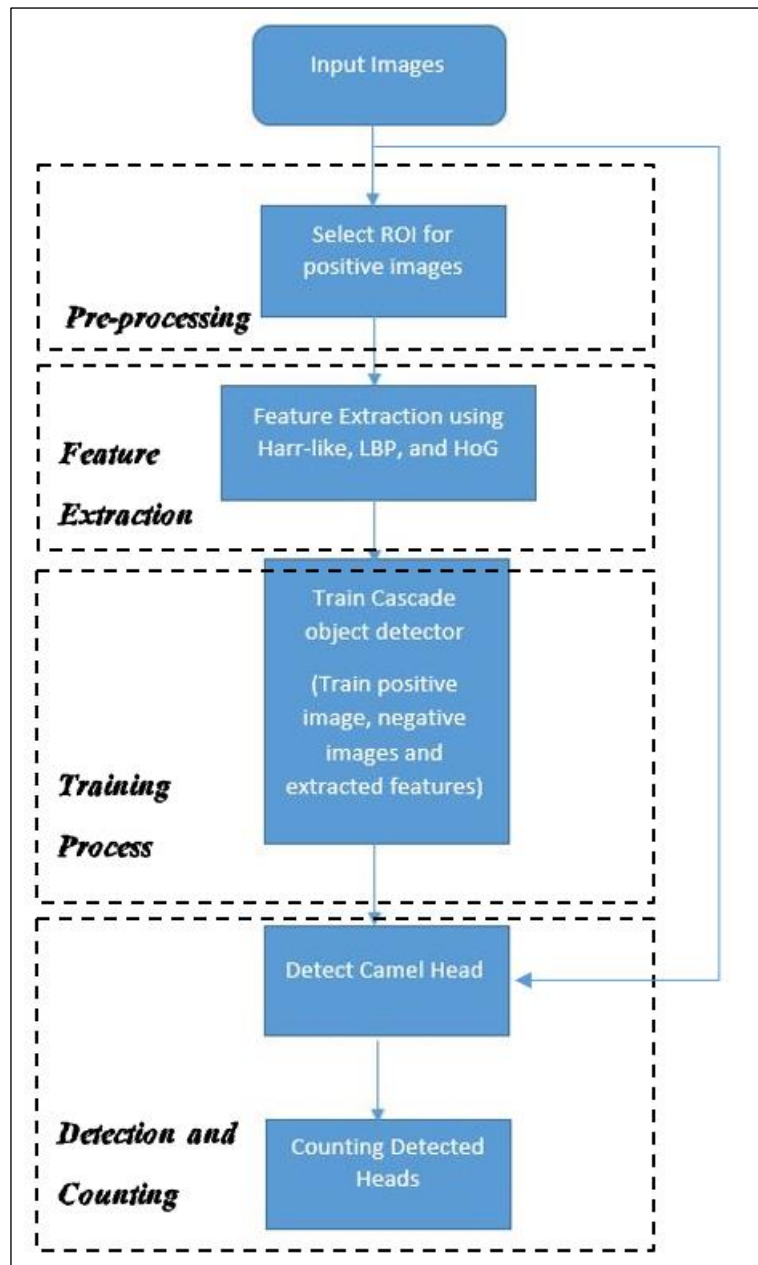 Input Images
Select ROI for
positive images
Pre-processing
Feature Extraction using
Harr-like, LBP, and HoG
Feature
Extraction
Train Cascade
object detector
(Train positive
image, negative
images and
extracted features)
Training
Process
Detect Camel Head
Detection and
Counting
Counting Detected
Heads